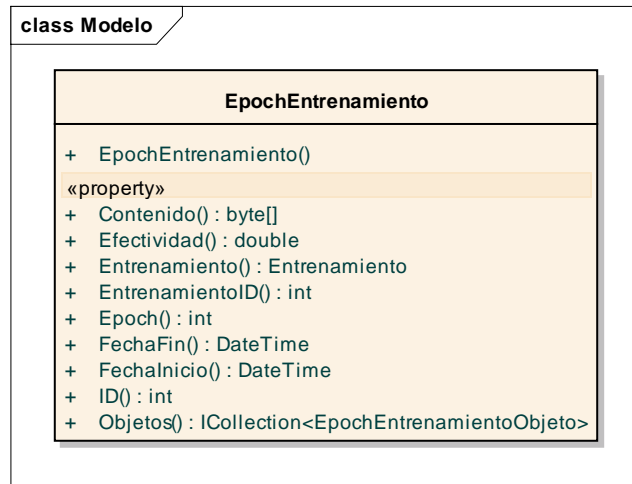 class Modelo
EpochEntrenamiento
+ EpochEntrenamiento()
«property»
+ Contenido() : byte[]
+ Efectividad() : double
+ Entrenamiento() : Entrenamiento
+ EntrenamientoID() : int
+ Epoch() : int
+ FechaFin() : DateTime
+ FechaInicio() : DateTime
+ ID() : int
+ Objetos() : ICollection<EpochEntrenamientoObjeto>